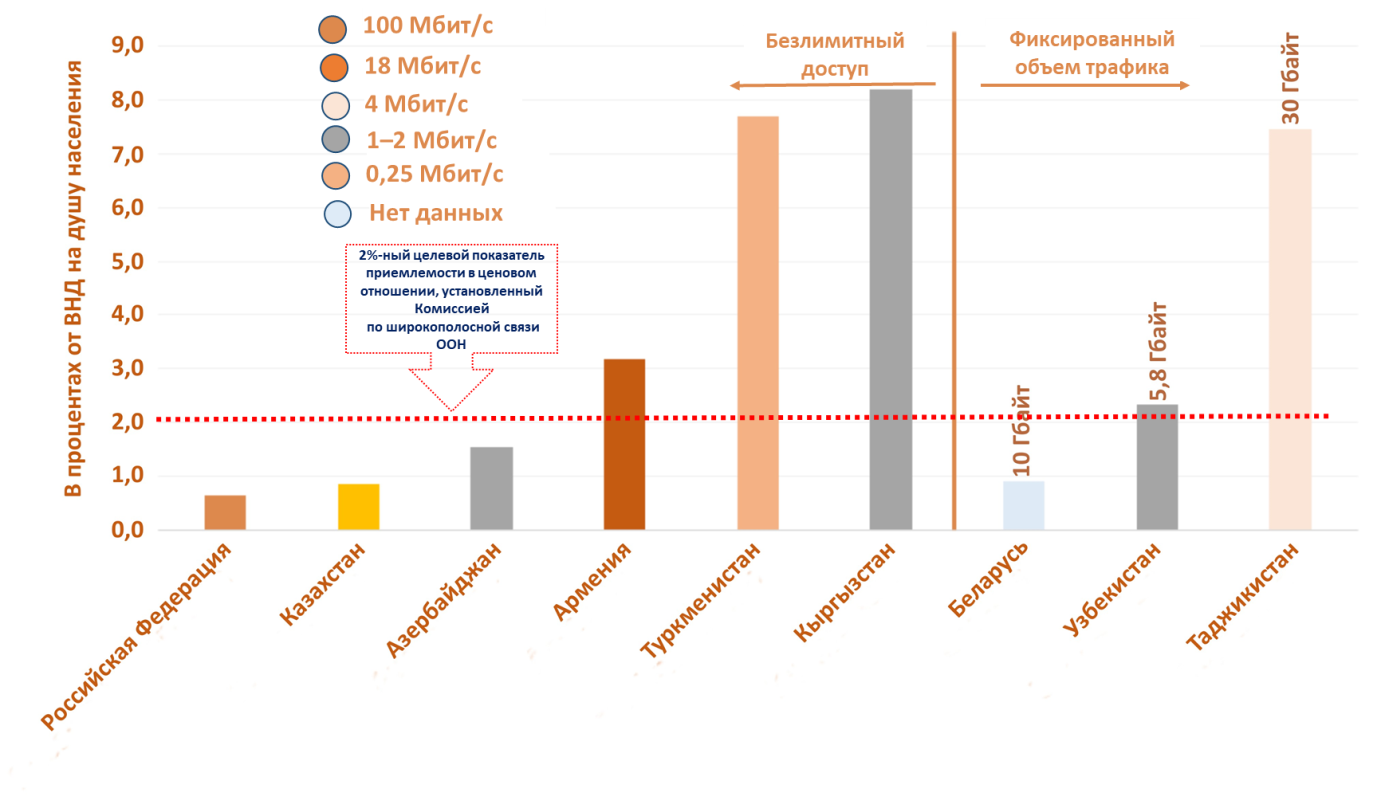 100 Мбит/с
18 Мбит/с
4 Мбит/с
1–2 Мбит/с
0,25 Мбит/с
Нет данных
Безлимитный
доступ
Фиксированный
объем трафика
В процентах от ВНД на душу населения
9,0
8,0
7,0
6,0
5,0
4,0
3,0
2,0
1,0
0,0
2%-ный целевой показатель
приемлемости в ценовом
отношении, установленный
Комиссией
по широкополосной связи
ООН
10 Гбайт
5,8 Гбайт
30 Гбайт
Российская Федерация
Казахстан
Азербайджан
Армения
Туркменистан
Кыргызстан
Беларусь
Узбекистан
Таджикистан